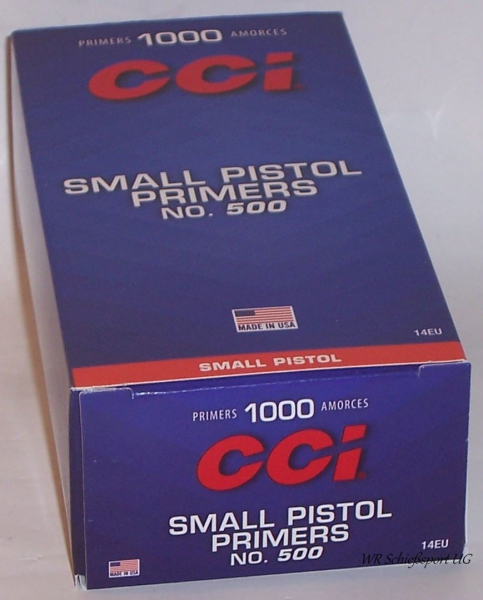 PRIMERS 1000 AMORCES
CCi
SMALL PISTOL
PRIMERS
NO. 500
MADE IN USA
14EU
SMALL PISTOL
PRIMERS 1000 AMORCES
CCi
SMALL PISTOL
PRIMERS
NO. 500
MADE IN USA
14EU
WR Schießsport UG